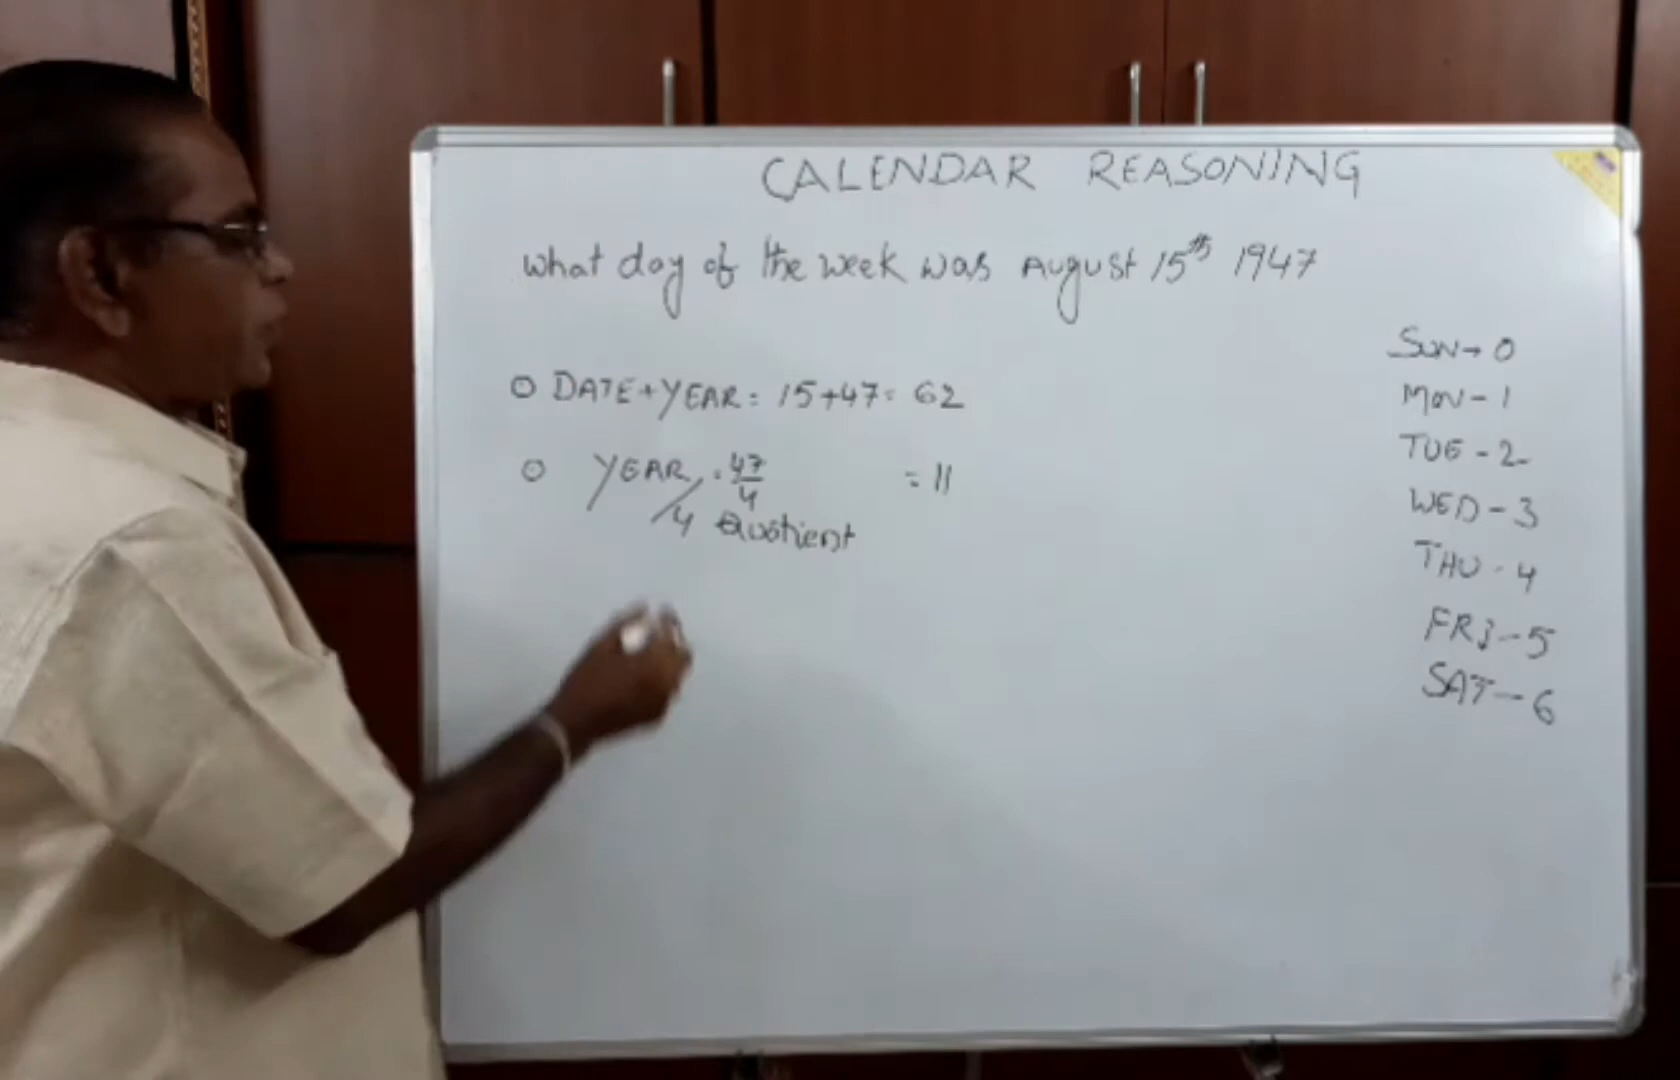 CALENDAR REASONING
What day of the week was August 15th 1947
DATE+YEAR = 15+47= 62
YEAR/4 = 47/4 = 11
Quotient
SUN→ 0
MON - 1
TUE - 2
WED - 3
THU - 4
FRI - 5
SAT - 6